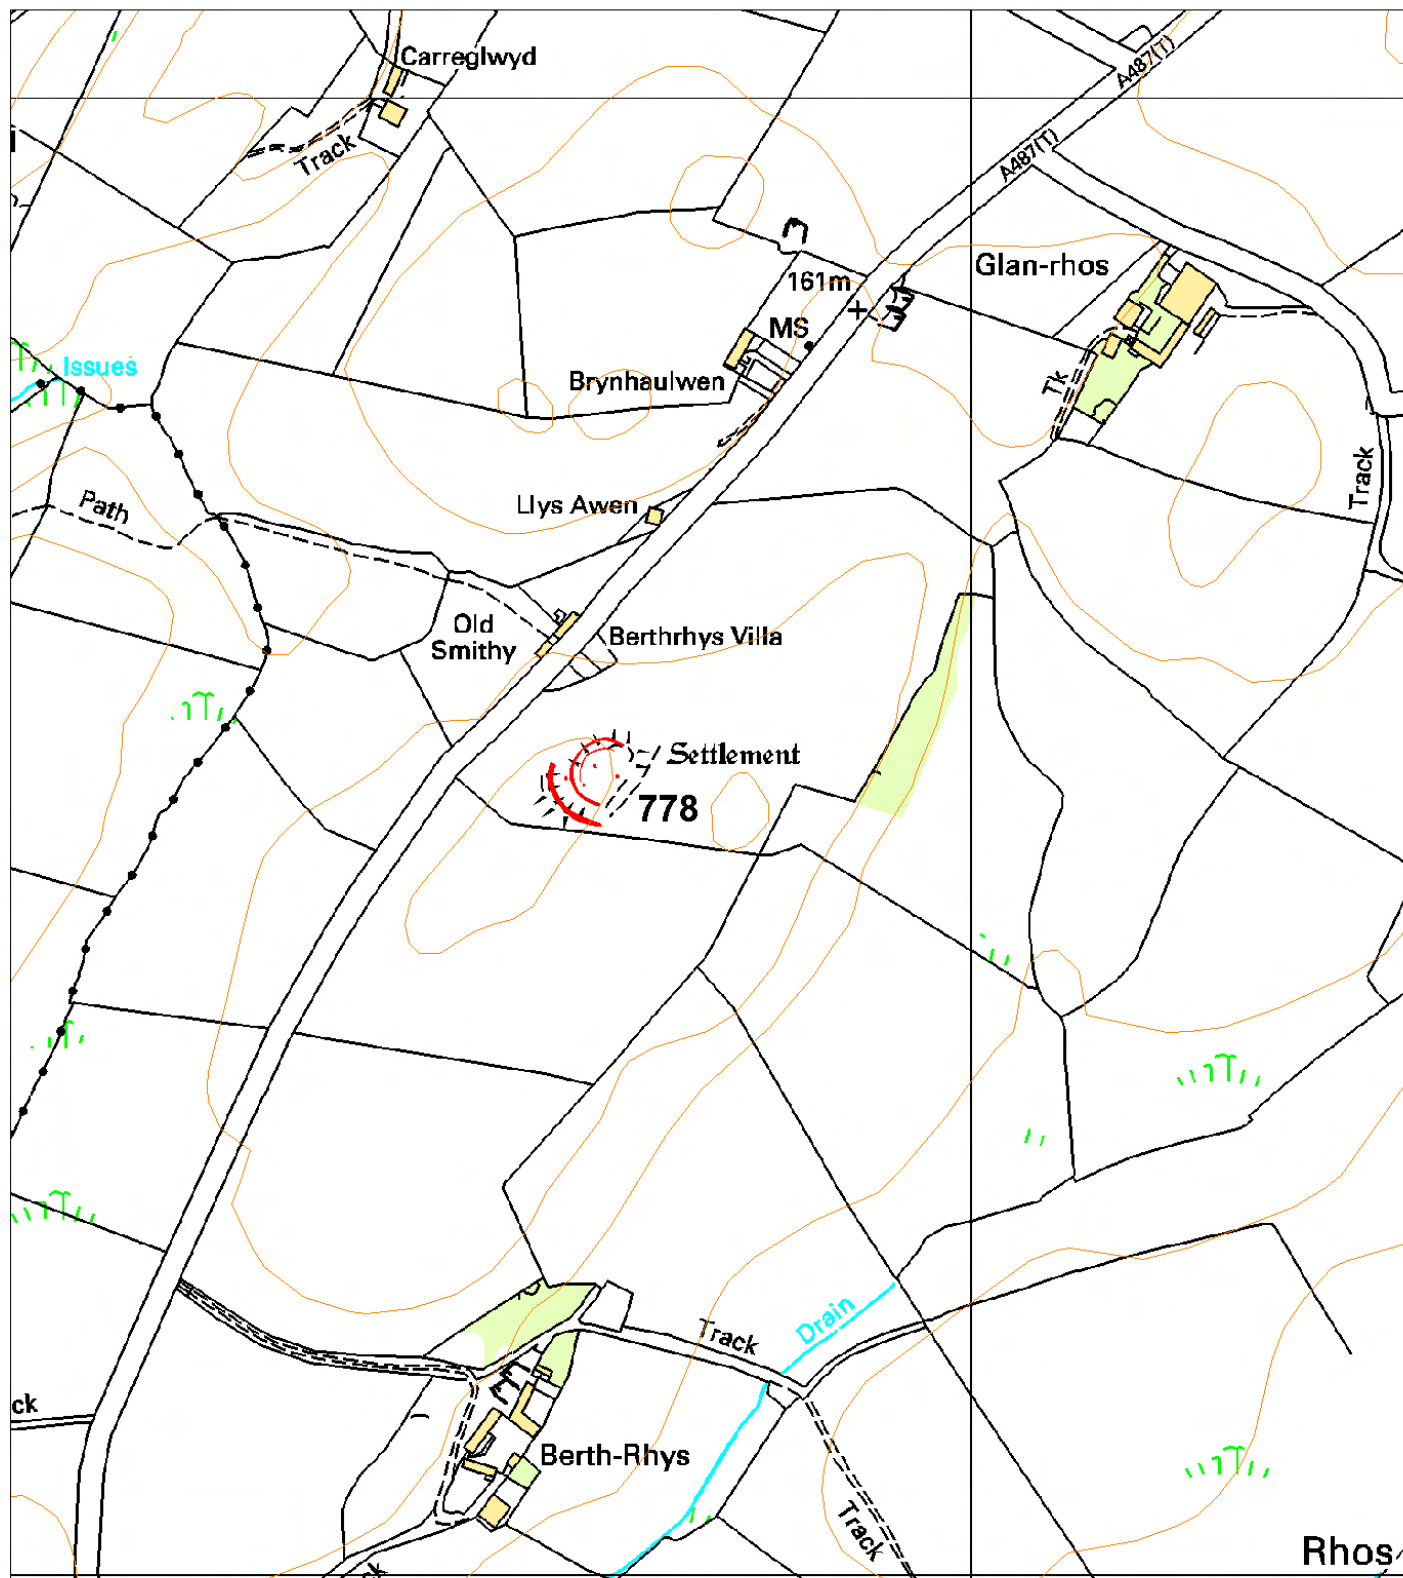 Carreglwyd
A487(T)
Track
A487(T)
Glan-rhos
161m
MS
Issues
Brynhaulwen
Tk
Track
Path
Llys Awen
Old
Smithy
Berthrhys Villa
Settlement
778
Drain
Track
ck
Berth-Rhys
Track
Rhos